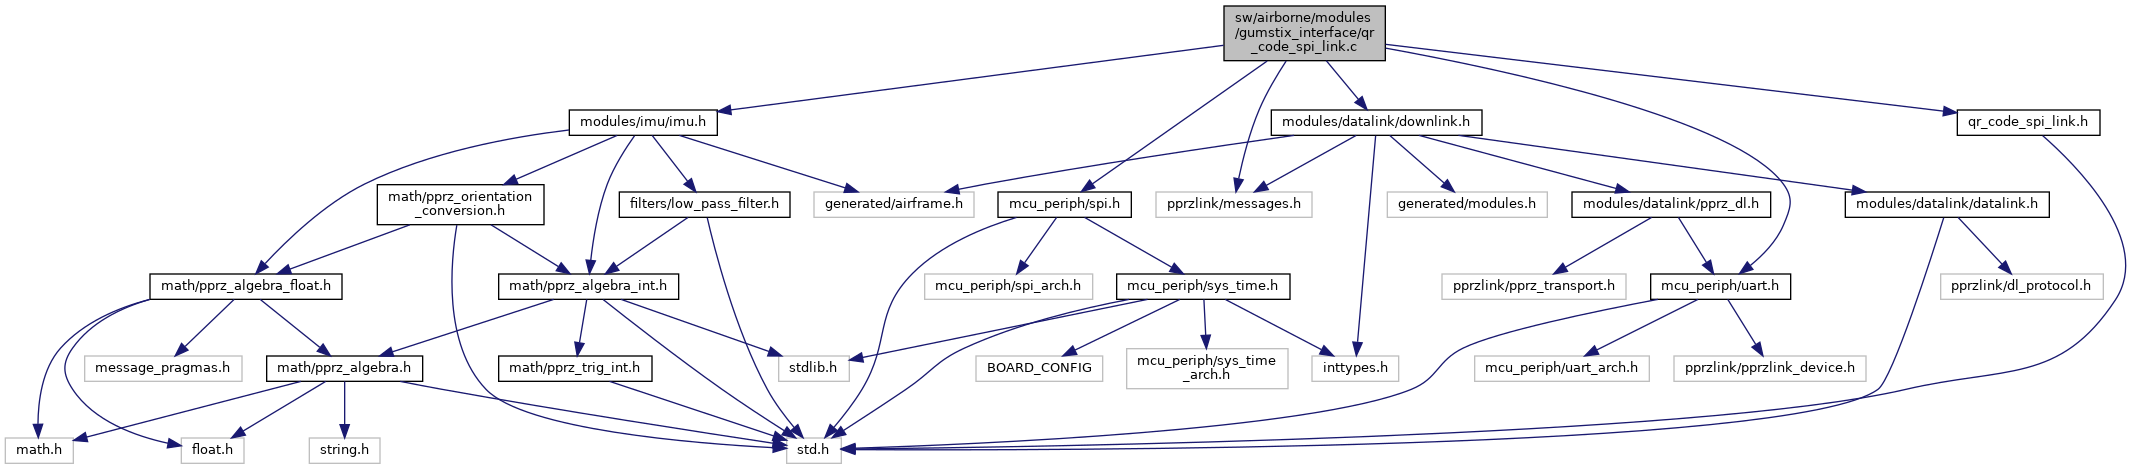 sw/airborne/modules
/gumstix_interface/qr
_code_spi_link.c
modules/imu/imu.h
modules/datalink/downlink.h
qr_code_spi_link.h
math/pprz_orientation
_conversion.h
filters/low_pass_filter.h
generated/airframe.h
mcu_periph/spi.h
pprzlink/messages.h
generated/modules.h
modules/datalink/pprz_dl.h
modules/datalink/datalink.h
math/pprz_algebra_float.h
math/pprz_algebra_int.h
mcu_periph/spi_arch.h
mcu_periph/sys_time.h
pprzlink/pprz_transport.h
mcu_periph/uart.h
pprzlink/dl_protocol.h
message_pragmas.h
math/pprz_algebra.h
math/pprz_trig_int.h
stdlib.h
BOARD_CONFIG
mcu_periph/sys_time
_arch.h
inttypes.h
mcu_periph/uart_arch.h
pprzlink/pprzlink_device.h
math.h
float.h
string.h
std.h